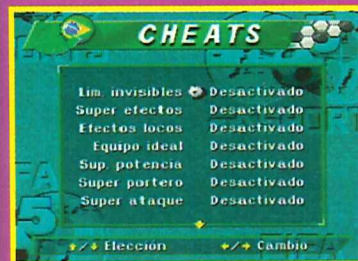 CHEATS
Lim. invisibles Desactivado
Super efectos Desactivado
Efectos locos Desactivado
Equipo ideal Desactivado
Sup. potencia Desactivado
Super portero Desactivado
Super ataque Desactivado
Elección Cambio